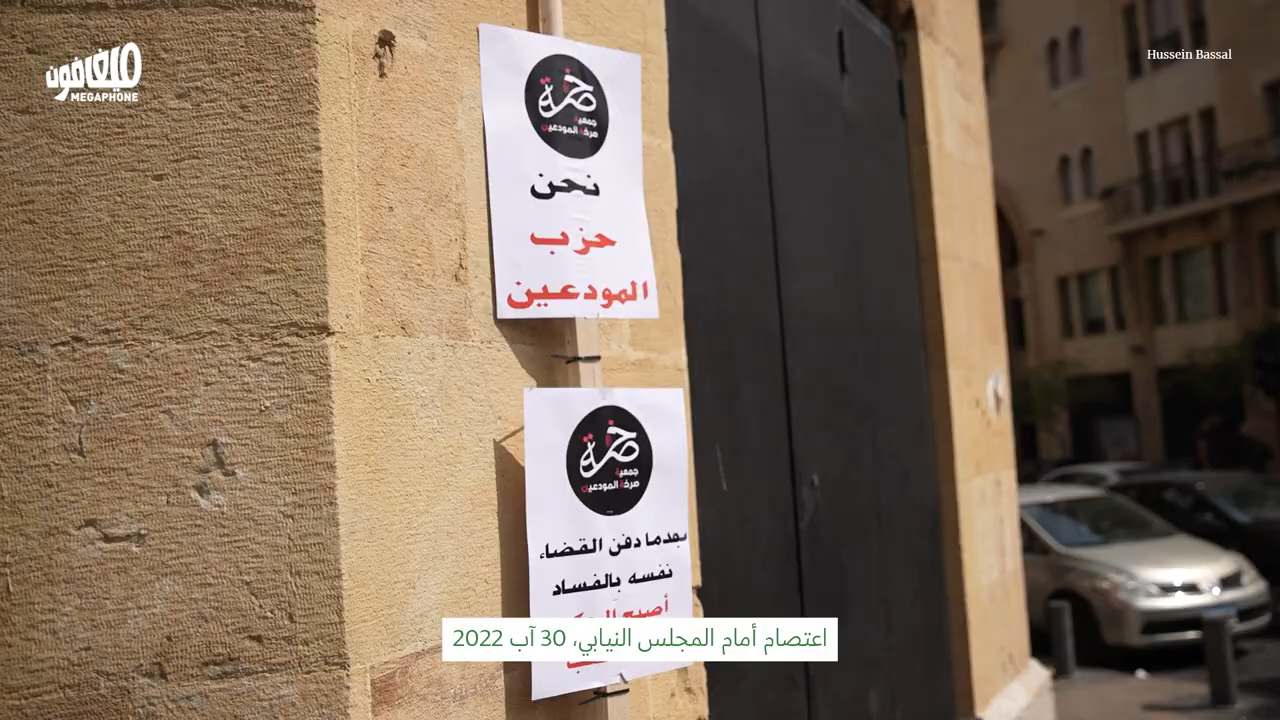 ميغافون
MEGAPHONE
Hussein Bassal
صرخة
جمعية
صرخة المودعين
نحن
حزب
المودعين
صرخة
جمعية
صرخة المودعين
بعدما دفن القضاء
نفسه بالفساد
أصبح
اعتصام أمام المجلس النيابي، 30 آب 2022